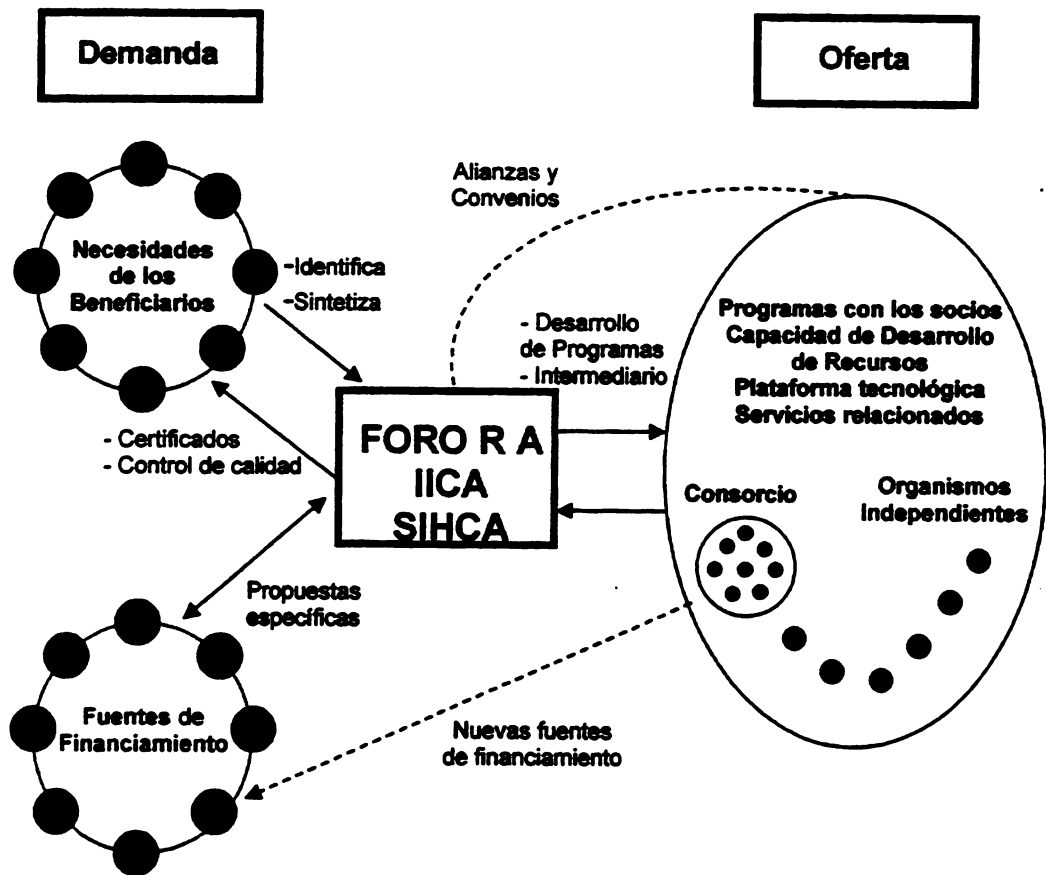 Demanda
Oferta
Necesidades
de los
Beneficiarios
-Identifica
-Sintetiza
Alianzas y
Convenios
- Desarrollo
de Programas
- Intermediario
Programas con los socios
Capacidad de Desarrollo
de Recursos
Plataforma tecnológica
Servicios relacionados
- Certificados
- Control de calidad
FORO R A
IICA
SIHCA
Consorcio
Organismos
independientes
Propuestas
específicas
Fuentes de
Financiamiento
Nuevas fuentes
de financiamiento